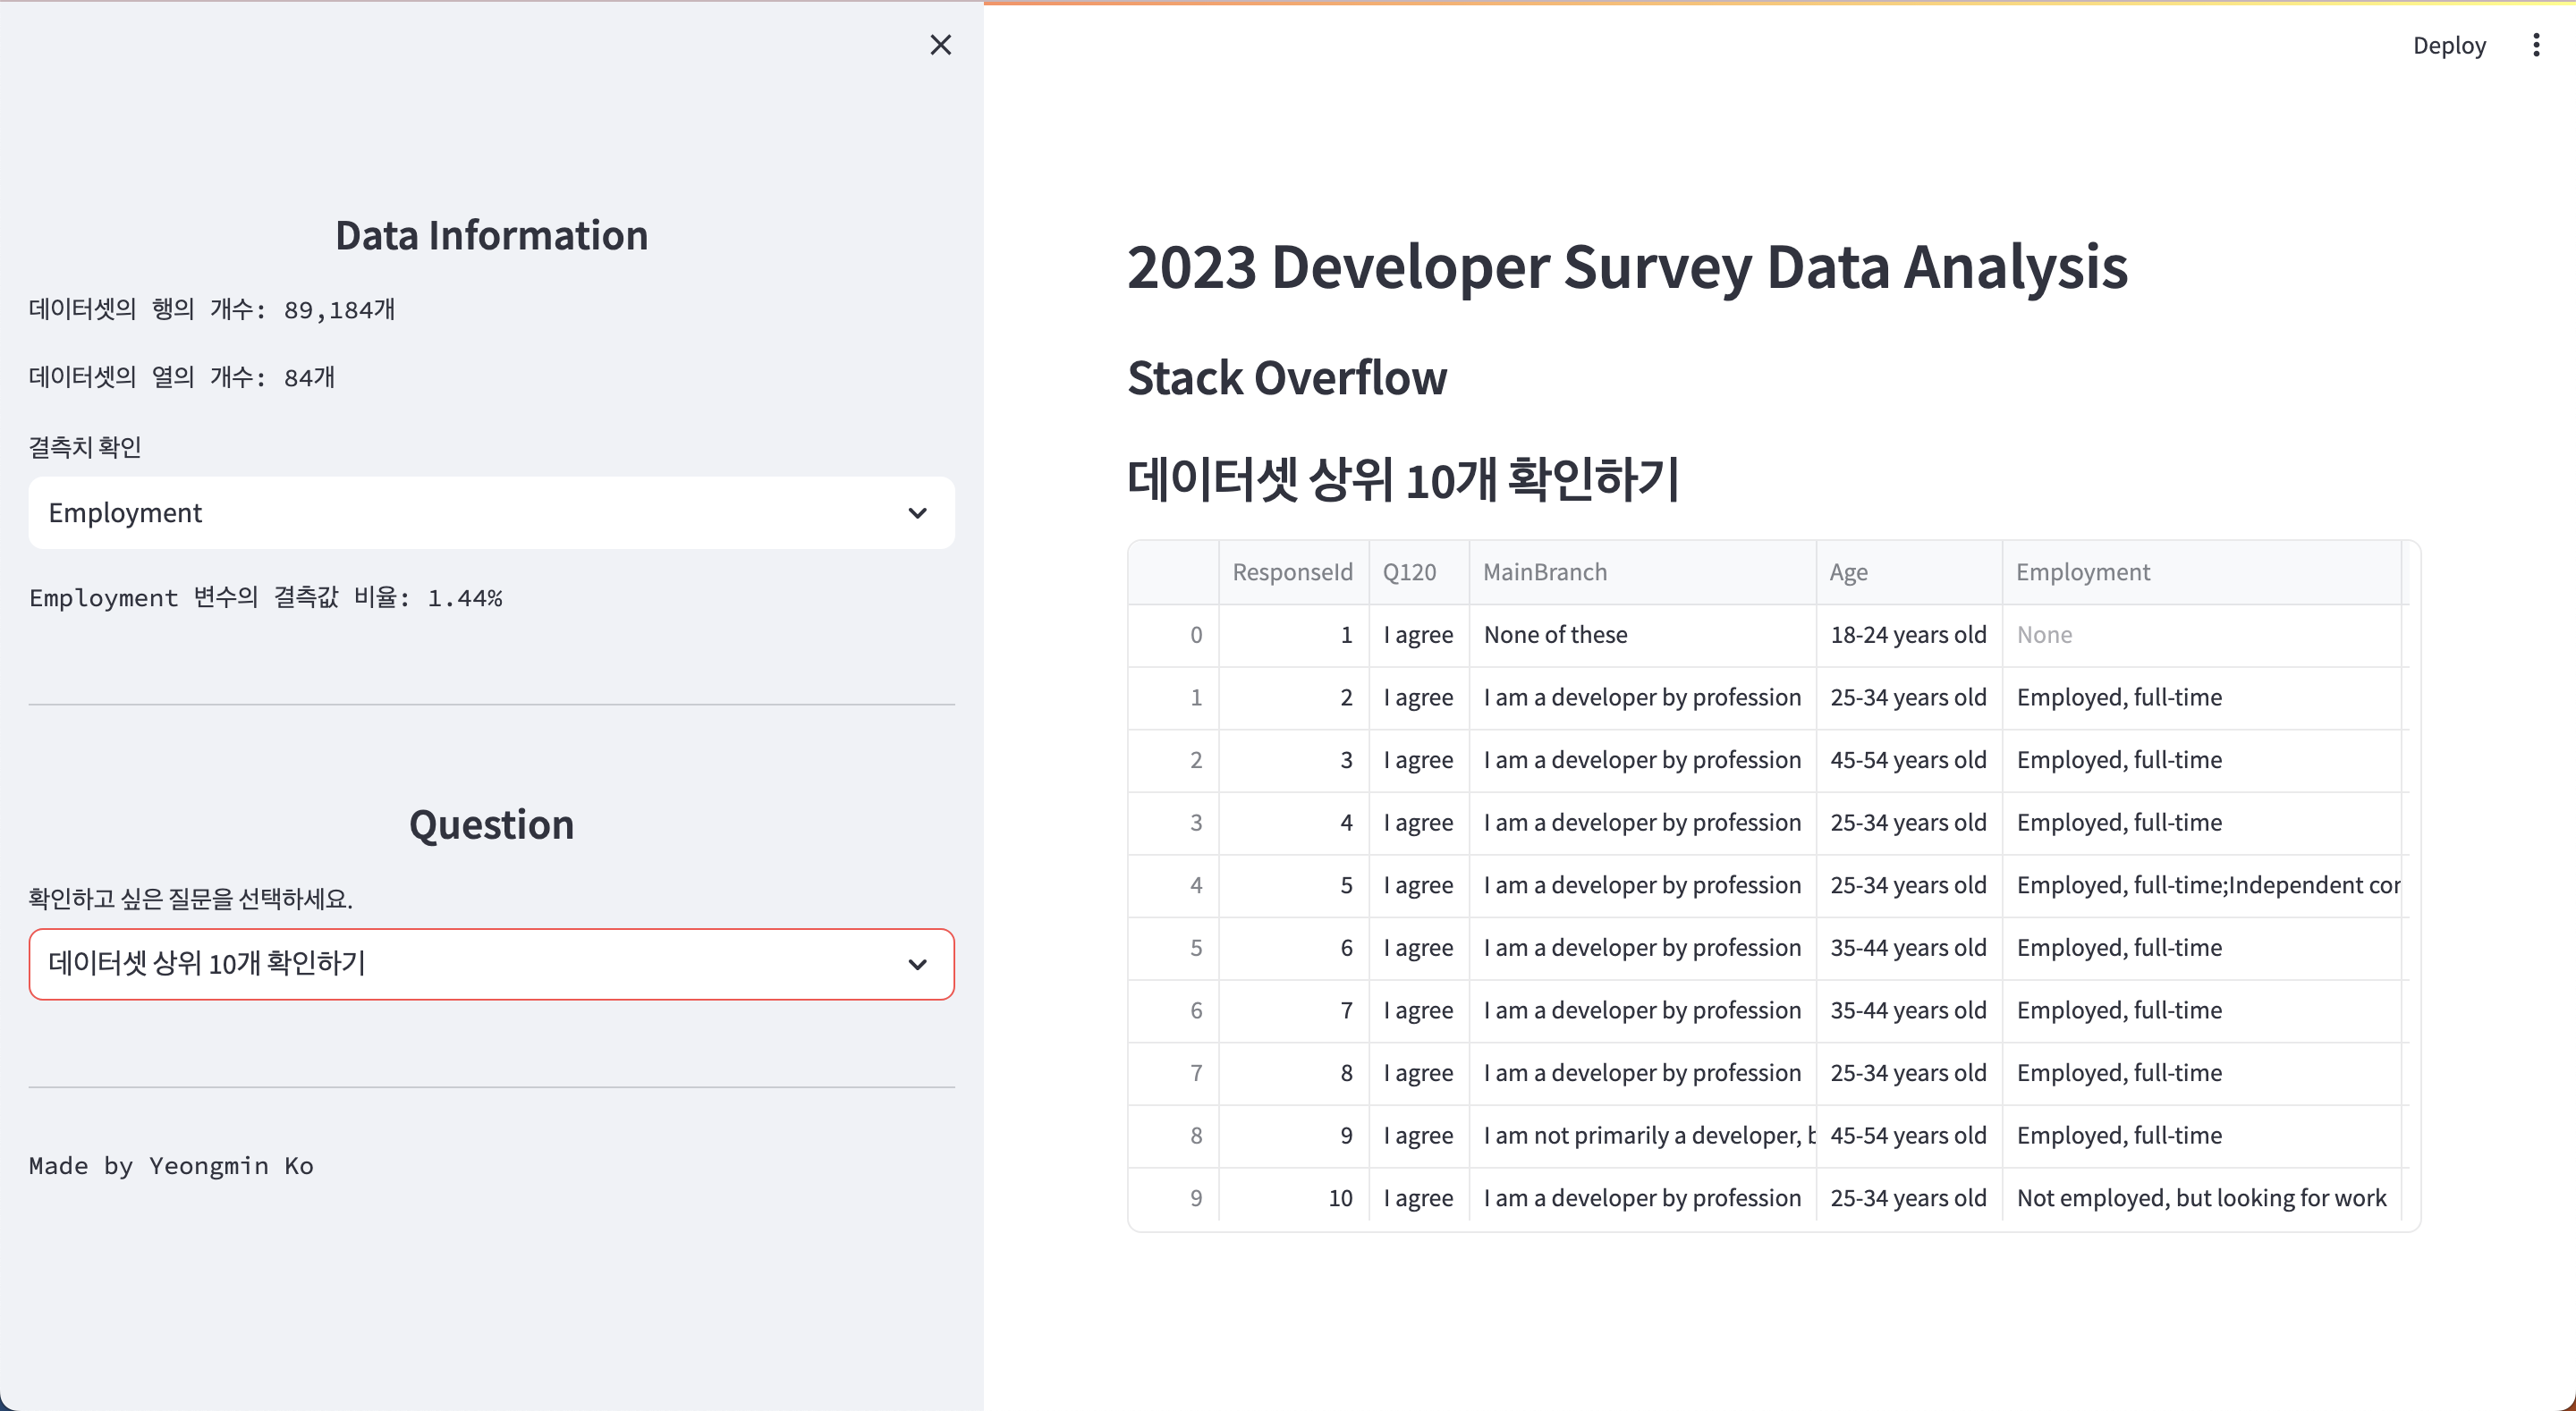 Deploy
Data Information
데이터셋의 행의 개수: 89,184개
데이터셋의 열의 개수: 84개
결측치 확인
Employment
Employment 변수의 결측값 비율: 1.44%
Question
확인하고 싶은 질문을 선택하세요.
데이터셋 상위 10개 확인하기
Made by Yeongmin Ko
2023 Developer Survey Data Analysis
Stack Overflow
데이터셋 상위 10개 확인하기
ResponseId Q120 MainBranch Age Employment
0 1 I agree None of these 18-24 years old None
1 2 I agree I am a developer by profession 25-34 years old Employed, full-time
2 3 I agree I am a developer by profession 45-54 years old Employed, full-time
3 4 I agree I am a developer by profession 25-34 years old Employed, full-time
4 5 I agree I am a developer by profession 25-34 years old Employed, full-time;Independent cor
5 6 I agree I am a developer by profession 35-44 years old Employed, full-time
6 7 I agree I am a developer by profession 35-44 years old Employed, full-time
7 8 I agree I am a developer by profession 25-34 years old Employed, full-time
8 9 I agree I am not primarily a developer, b 45-54 years old Employed, full-time
9 10 I agree I am a developer by profession 25-34 years old Not employed, but looking for work